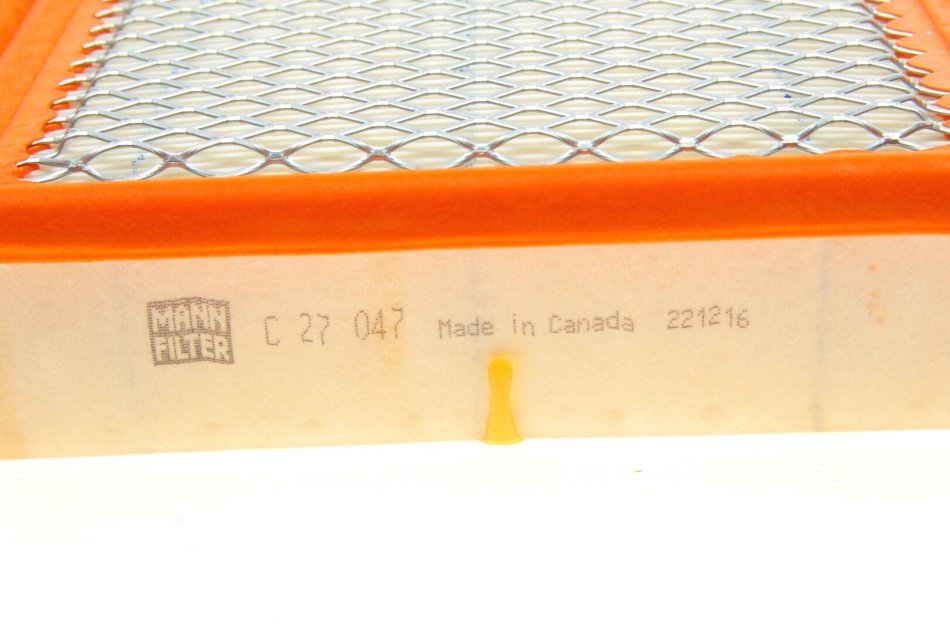 MANN
FILTER
C 27 047 Made in Canada 221216